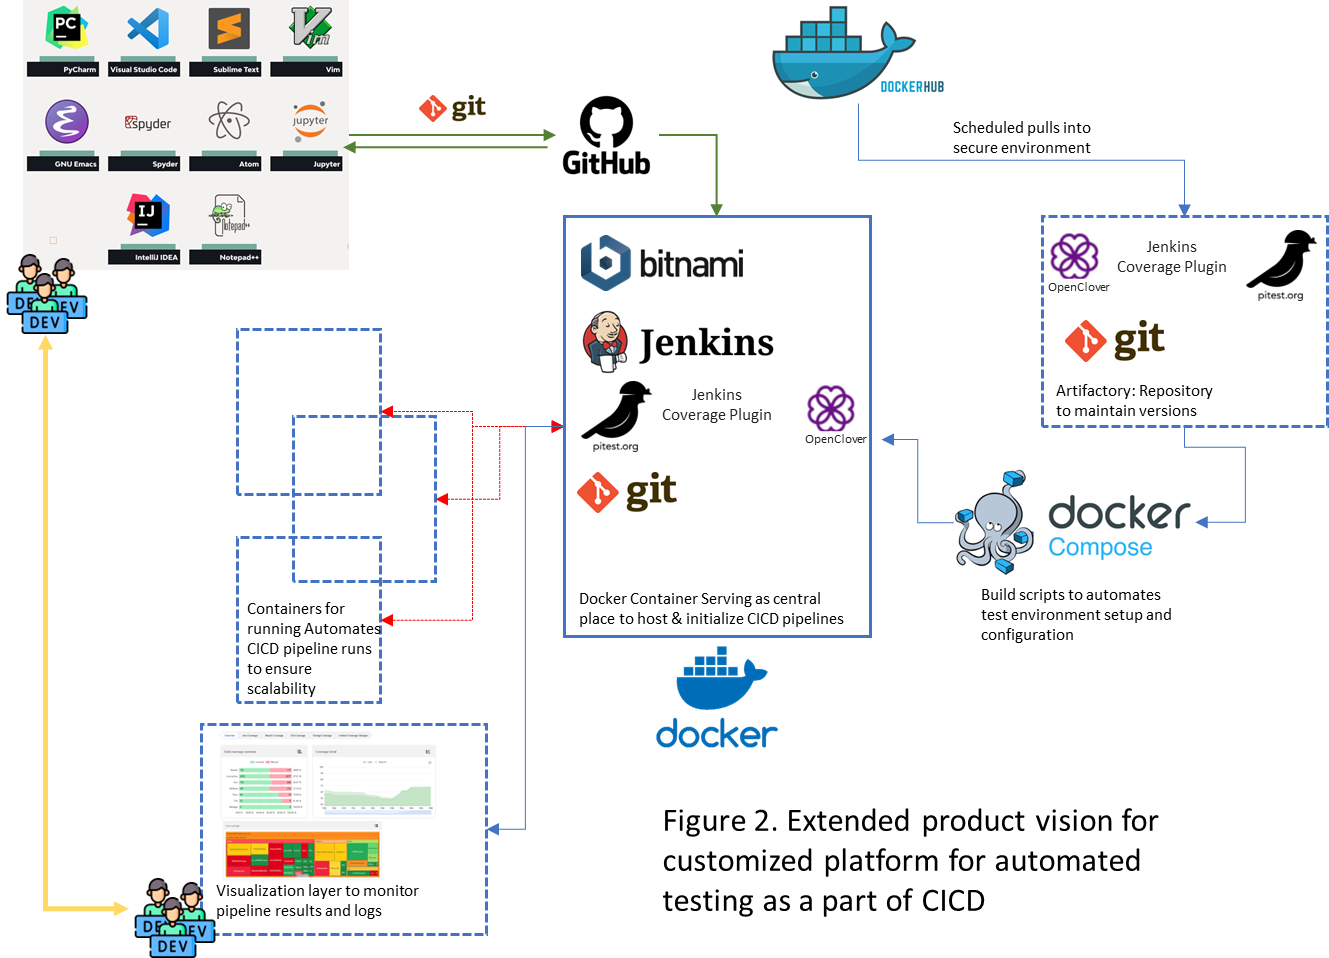 PC
PyCharm
Visual Studio Code
Sublime Text
Vim
GNU Emacs
spyder
Spyder
Atom
jupyter
Jupyter
IJ
IntelliJ IDEA
Notepad++
Notepad++
git
GitHub
DOCKERHUB
Scheduled pulls into
secure environment
DEV
DEV
DEV
bitnami
Jenkins
Jenkins
Coverage Plugin
pitest.org
OpenClover
git
Docker Container Serving as central
place to host & initialize CICD pipelines
docker
OpenClover
Jenkins
Coverage Plugin
pitest.org
git
Artifactory: Repository
to maintain versions
docker
Compose
Build scripts to automates
test environment setup and
configuration
Containers for
running Automates
CICD pipeline runs
to ensure
scalability
Visualization layer to monitor
pipeline results and logs
DEV
DEV
DEV
Figure 2. Extended product vision for
customized platform for automated
testing as a part of CICD